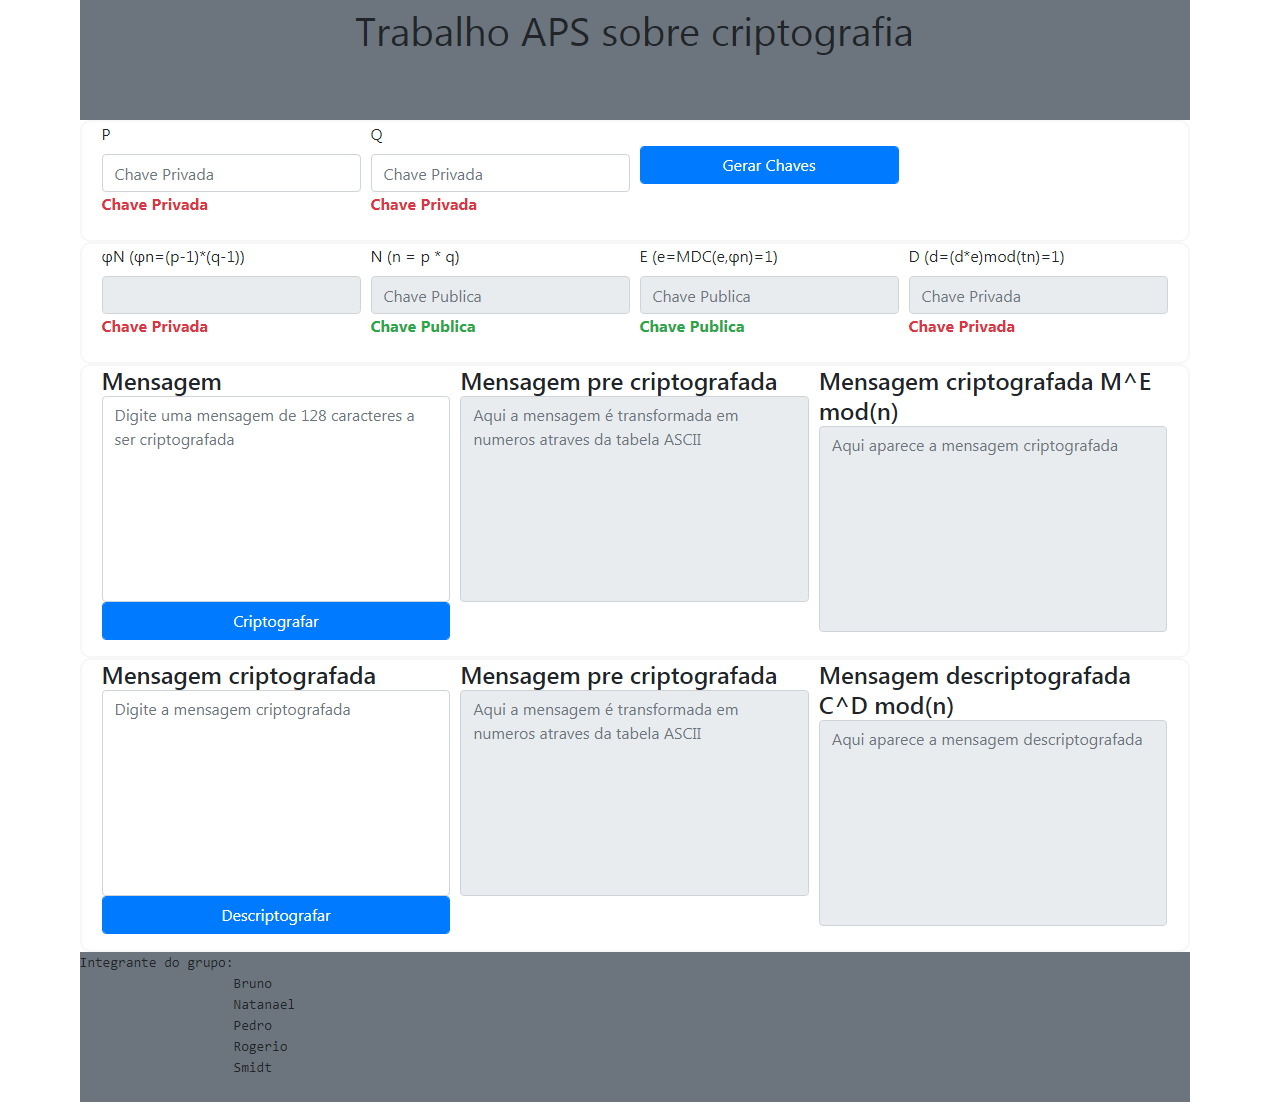 Trabalho APS sobre criptografia
P
Q
Chave Privada
Chave Privada
Gerar Chaves
Chave Privada
Chave Privada
φN (φn=(p-1)*(q-1))
N (n = p * q)
E (e=MDC(e,φn)=1)
D (d=(d*e)mod(tn)=1)
Chave Publica
Chave Publica
Chave Privada
Chave Privada
Chave Publica
Chave Publica
Chave Privada
Mensagem
Digite uma mensagem de 128 caracteres a
ser criptografada
Criptografar
Mensagem pre criptografada
Aqui a mensagem é transformada em
numeros atraves da tabela ASCII
Mensagem criptografada M^E
mod(n)
Aqui aparece a mensagem criptografada
Mensagem criptografada
Digite a mensagem criptografada
Descriptografar
Mensagem pre criptografada
Aqui a mensagem é transformada em
numeros atraves da tabela ASCII
Mensagem descriptografada
C^D mod(n)
Aqui aparece a mensagem descriptografada
Integrante do grupo:
Bruno
Natanael
Pedro
Rogerio
Smidt